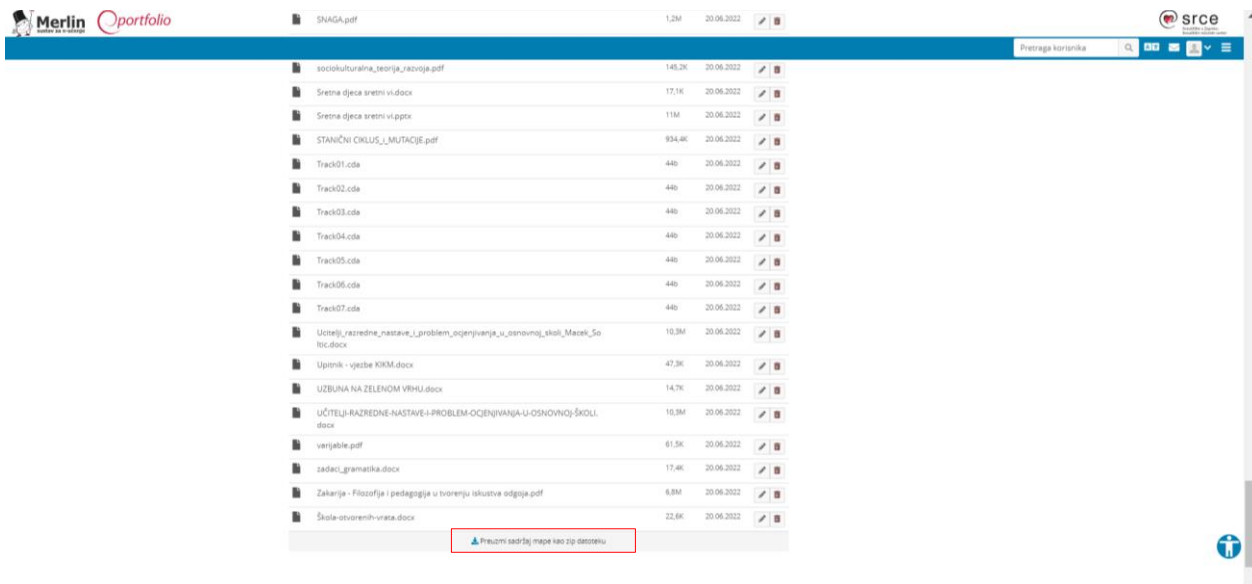 Merlin
sustav za e-učenje
portfolio
SNAGA.pdf 1,2M 20.06.2022
srce
Pretraga korisnika
sociokulturalna_teorija_razvoja.pdf 145,2K 20.06.2022
Sretna djeca sretni vi.docx 17,1K 20.06.2022
Sretna djeca sretni vi.pptx 11M 20.06.2022
STANIČNI CIKLUS_i_MUTACIJE.pdf 934,4K 20.06.2022
Track01.cda 44b 20.06.2022
Track02.cda 44b 20.06.2022
Track03.cda 44b 20.06.2022
Track04.cda 44b 20.06.2022
Track05.cda 44b 20.06.2022
Track06.cda 44b 20.06.2022
Track07.cda 44b 20.06.2022
Ucitelji_razredne_nastave_i_problem_ocjenjivanja_u_osnovnoj_skoli_Macek_So 10,3M 20.06.2022
ltic.docx
Upitnik - vjezbe KIKM.docx 47,3K 20.06.2022
UZBUNA NA ZELENOM VRHU.docx 14,7K 20.06.2022
UČITELJI-RAZREDNE-NASTAVE-I-PROBLEM-OCJENJIVANJA-U-OSNOVNOJ-ŠKOLI. 10,3M 20.06.2022
docx
varijable.pdf 61,5K 20.06.2022
zadaci_gramatika.docx 17,4K 20.06.2022
Zakarija - Filozofija i pedagogija u tvorenju iskustva odgoja.pdf 6,8M 20.06.2022
Škola-otvorenih-vrata.docx 22,6K 20.06.2022
Preuzmi sadržaj mape kao zip datoteku